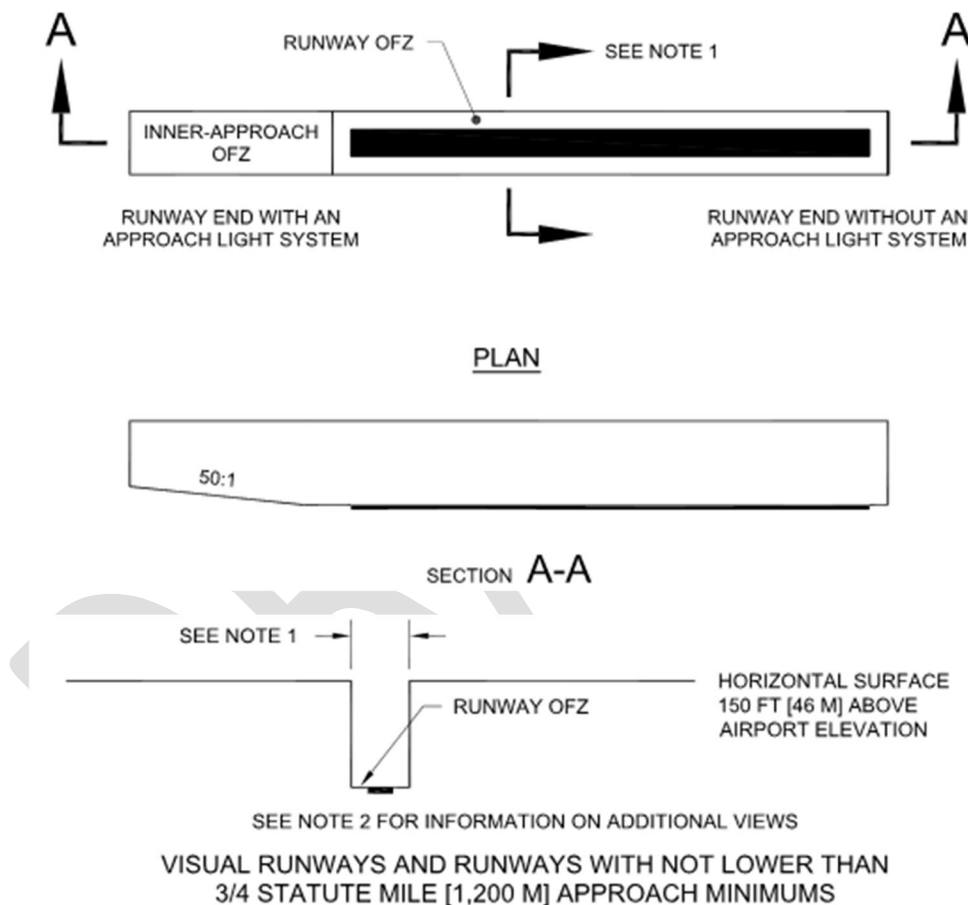 A
A
RUNWAY OFZ
SEE NOTE 1
INNER-APPROACH
OFZ
RUNWAY END WITH AN
APPROACH LIGHT SYSTEM
RUNWAY END WITHOUT AN
APPROACH LIGHT SYSTEM
PLAN
50:1
SECTION A-A
SEE NOTE 1
RUNWAY OFZ
HORIZONTAL SURFACE
150 FT [46 M] ABOVE
AIRPORT ELEVATION
SEE NOTE 2 FOR INFORMATION ON ADDITIONAL VIEWS
VISUAL RUNWAYS AND RUNWAYS WITH NOT LOWER THAN
3/4 STATUTE MILE [1,200 M] APPROACH MINIMUMS